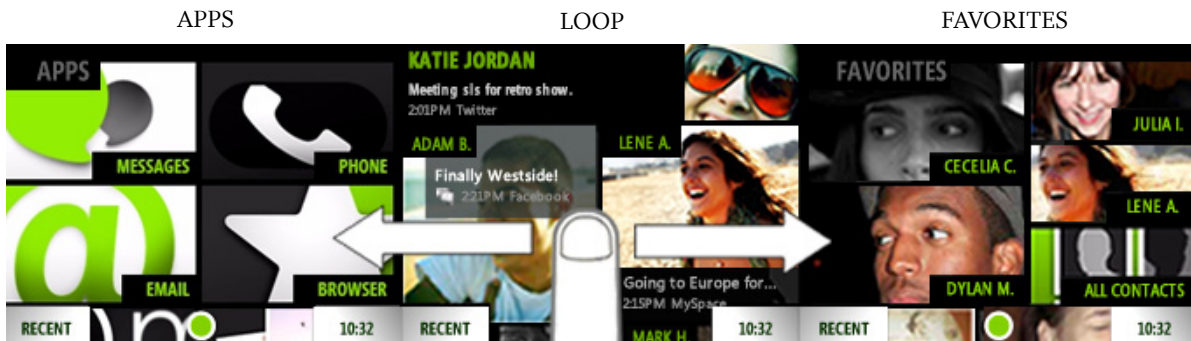 APPS
LOOP
FAVORITES
APPS
MESSAGES
PHONE
EMAIL
BROWSER
RECENT
10:32
KATIE JORDAN
Meeting sis for retro show.
2:01PM Twitter
ADAM B.
Finally Westside!
2:21PM Facebook
LENE A.
Going to Europe for...
2:15PM MySpace
MARK H
RECENT
10:32
FAVORITES
CECELIA C.
JULIA I.
LENE A.
DYLAN M.
ALL CONTACTS
RECENT
10:32